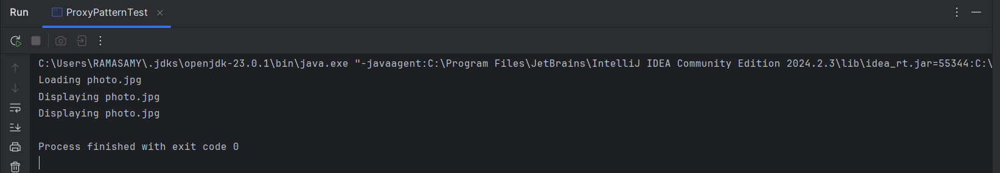 Run ProxyPatternTest
C:\Users\RAMASAMY\.jdks\openjdk-23.0.1\bin\java.exe "-javaagent:C:\Program Files\JetBrains\IntelliJ IDEA Community Edition 2024.2.3\lib\idea_rt.jar=55344:C:\
Loading photo.jpg
Displaying photo.jpg
Displaying photo.jpg
Process finished with exit code 0